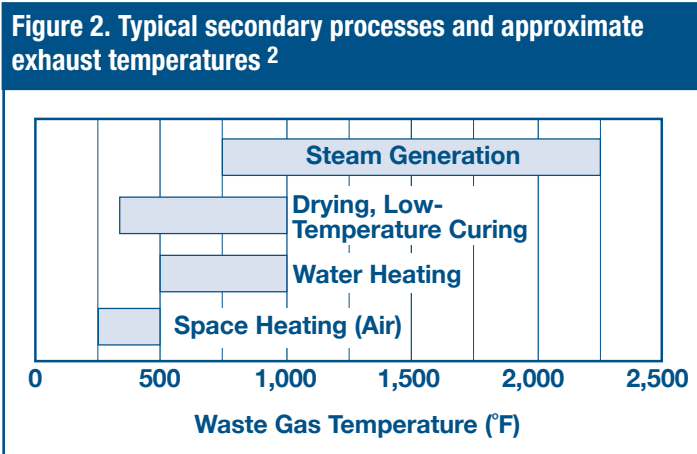 Figure 2. Typical secondary processes and approximate
exhaust temperatures 2
Steam Generation
Drying, Low-
Temperature Curing
Water Heating
Space Heating (Air)
0 500 1,000 1,500 2,000 2,500
Waste Gas Temperature (°F)